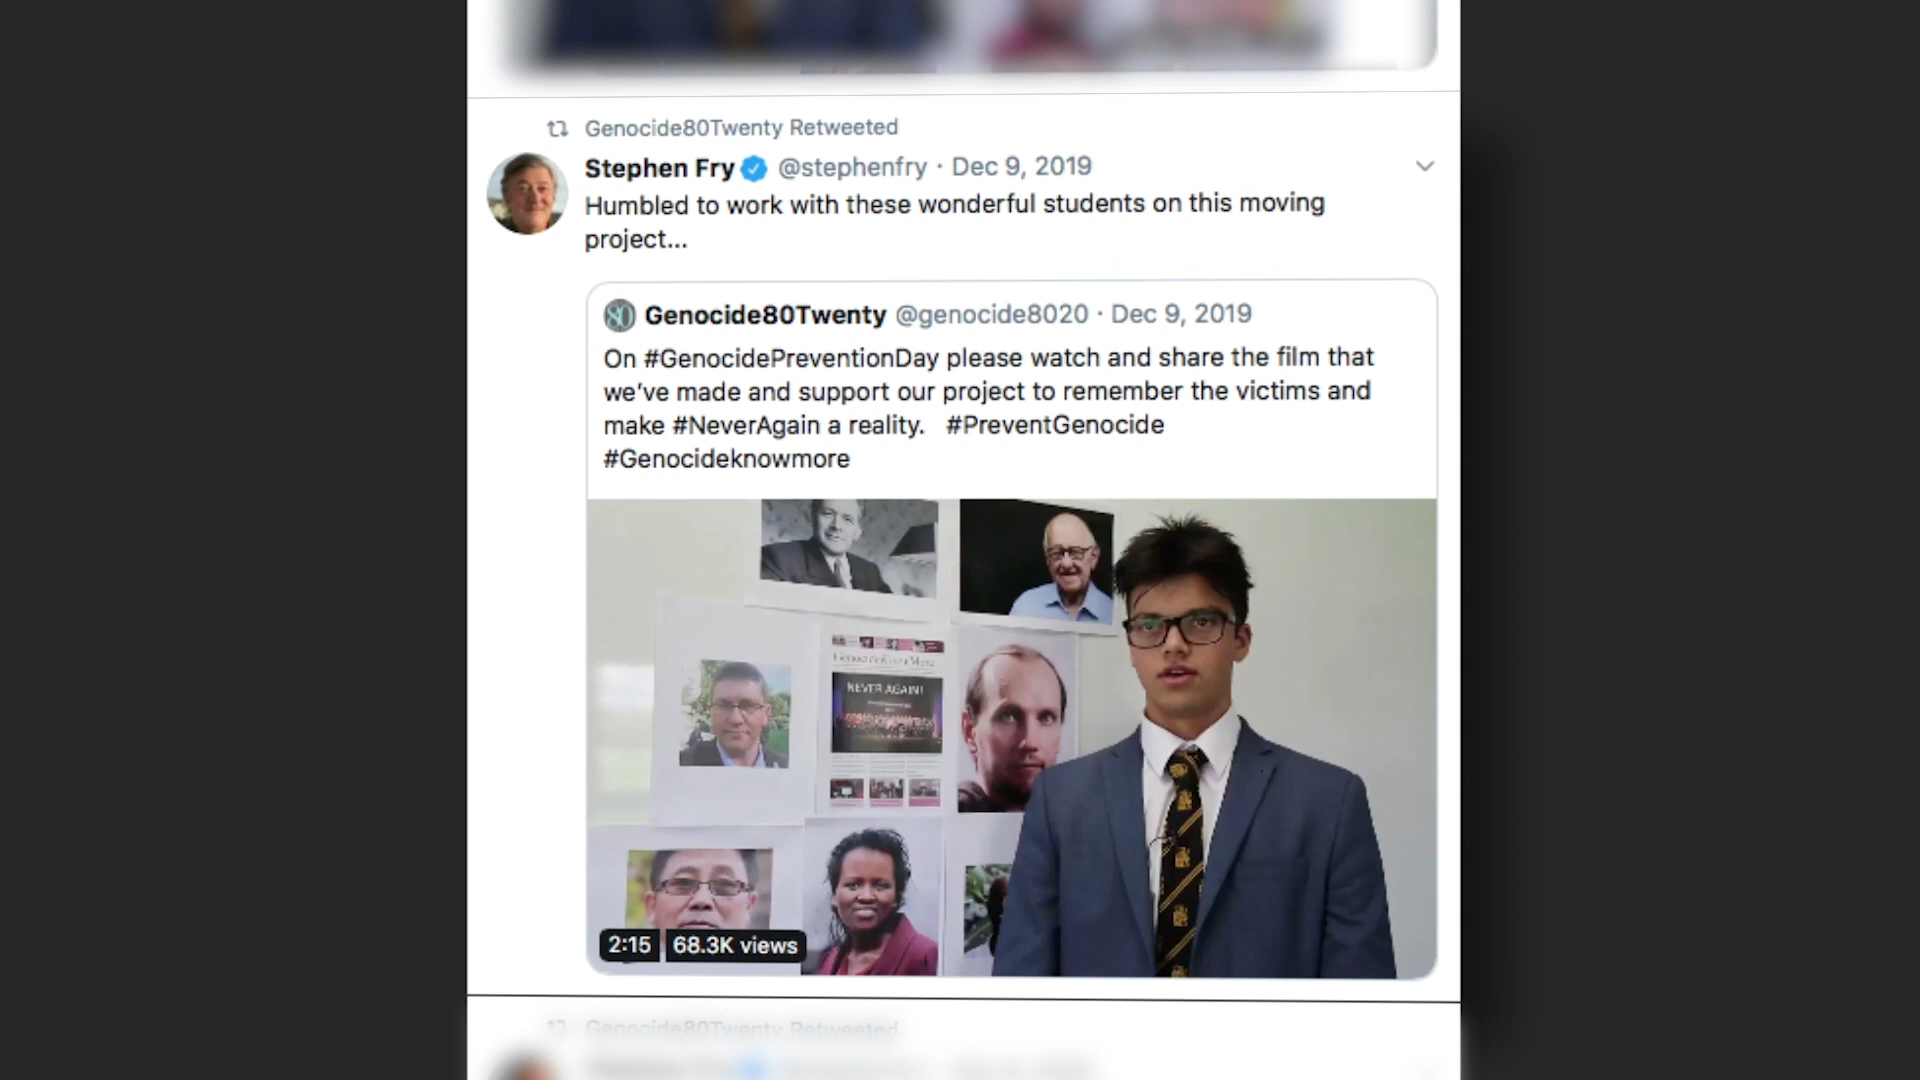 Genocide80Twenty Retweeted
Stephen Fry @stephenfry · Dec 9, 2019
Humbled to work with these wonderful students on this moving
project...
80 Genocide80Twenty @genocide8020 · Dec 9, 2019
On #GenocidePreventionDay please watch and share the film that
we've made and support our project to remember the victims and
make #NeverAgain a reality. #PreventGenocide
#Genocideknowmore
GenocideKnowMore
NEVER AGAIN!
2:15 68.3K views
Genocide80Twenty Retweeted